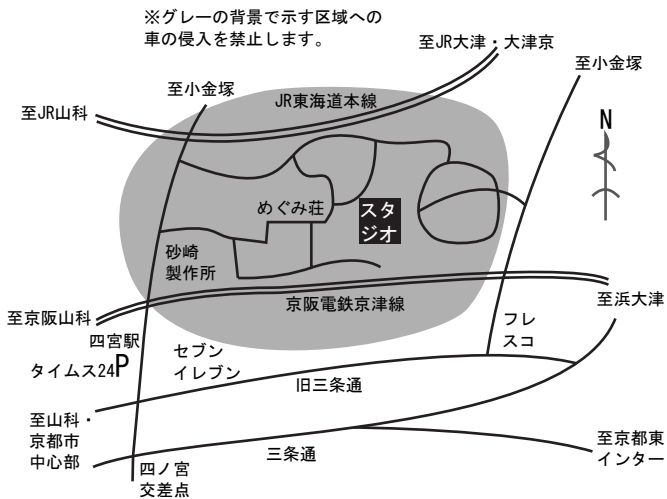 ※グレーの背景で示す区域への
車の侵入を禁止します。
至JR大津・大津京
至小金塚
至小金塚
JR東海道本線
至JR山科
N
めぐみ荘
スタ
ジオ
砂崎
製作所
京阪電鉄京津線
至浜大津
至京阪山科
フレ
スコ
四宮駅
セブン
イレブン
タイムス24P
旧三条通
至山科・
京都市
中心部
三条通
至京都東
インター
四ノ宮
交差点